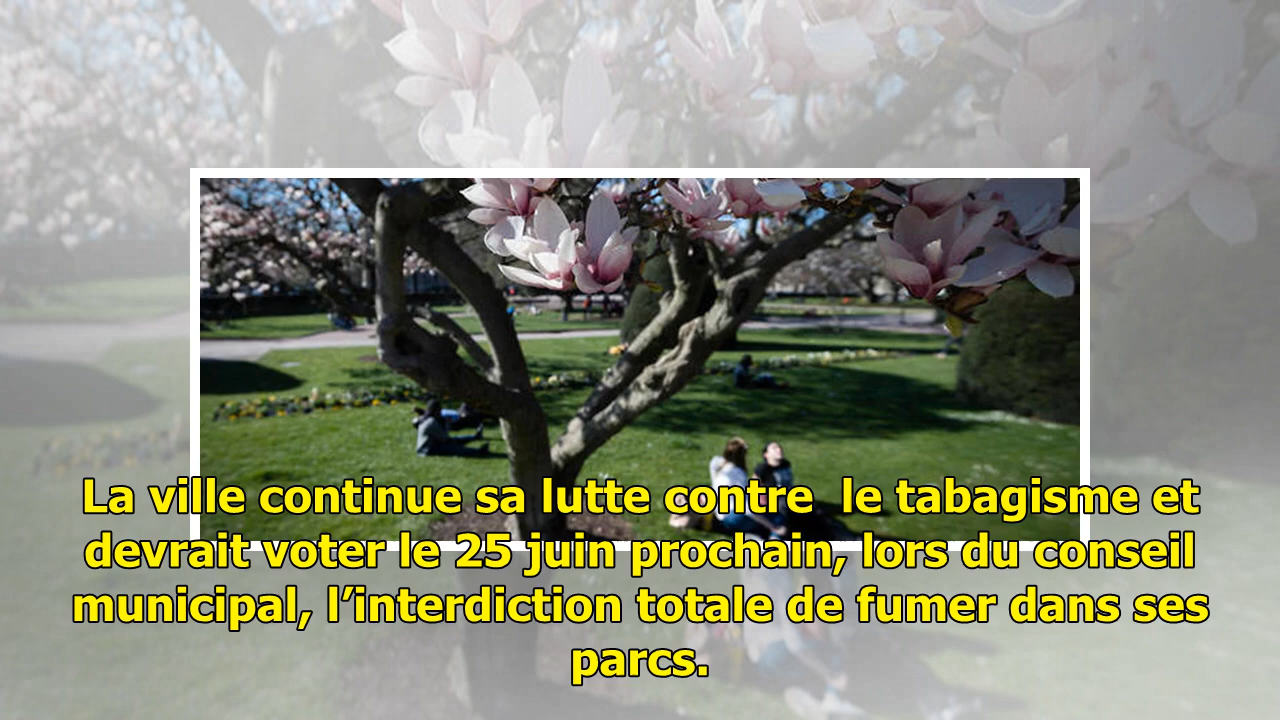 La ville continue sa lutte contre  le tabagisme et
devrait voter le 25 juin prochain, lors du conseil
municipal, l’interdiction totale de fumer dans ses
parcs.